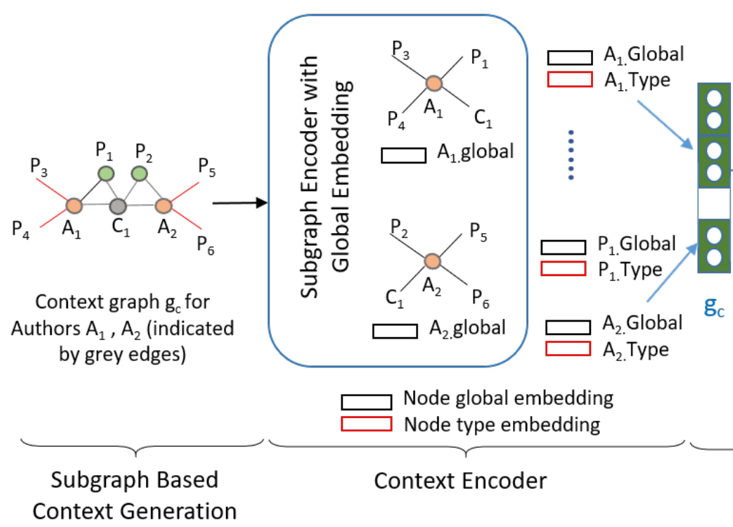 P₃
P₁
P₂
P₅
P₄
A₁
C₁
A₂
P₆
Context graph g꜀ for
Authors A₁ , A₂ (indicated
by grey edges)
Subgraph Based
Context Generation
Subgraph Encoder with
Global Embedding
P₃
P₁
A₁
P₄
C₁
A₁.global
P₂
P₅
A₂
C₁
P₆
A₂.global
A₁.Global
A₁.Type
P₁.Global
P₁.Type
A₂.Global
A₂.Type
g꜀
Node global embedding
Node type embedding
Context Encoder